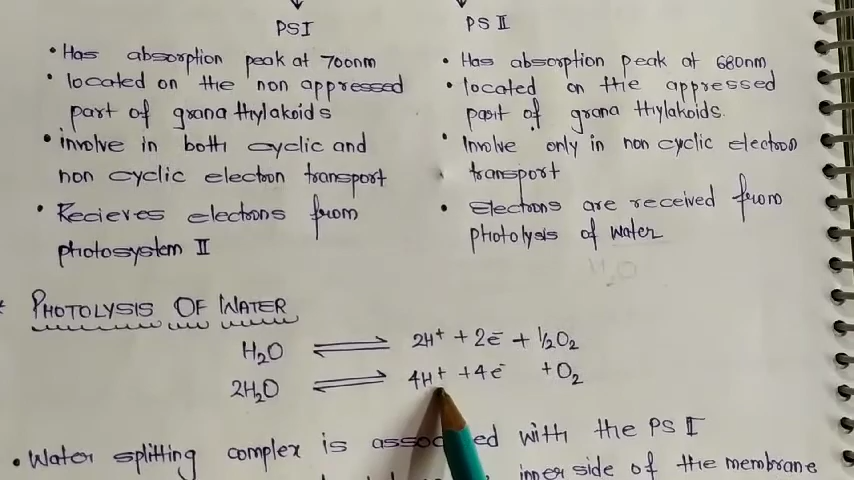 PSI PS II
• Has absorption peak at 700nm
• located on the non appressed
part of grana thylakoids
• involve in both cyclic and
non cyclic electron transport
• Recieves electrons from
photosystem II
• Has absorption peak at 680nm
• located on the appressed
part of grana thylakoids.
• Involve only in non cyclic electron
transport
• Electrons are received from
photolysis of water
H₂O
* PHOTOLYSIS OF WATER
H₂O ⇌ 2H⁺ + 2e⁻ + ½O₂
2H₂O ⇌ 4H⁺ + 4e⁻ + O₂
• Water splitting complex is ed with the PS I
inner side of the membrane